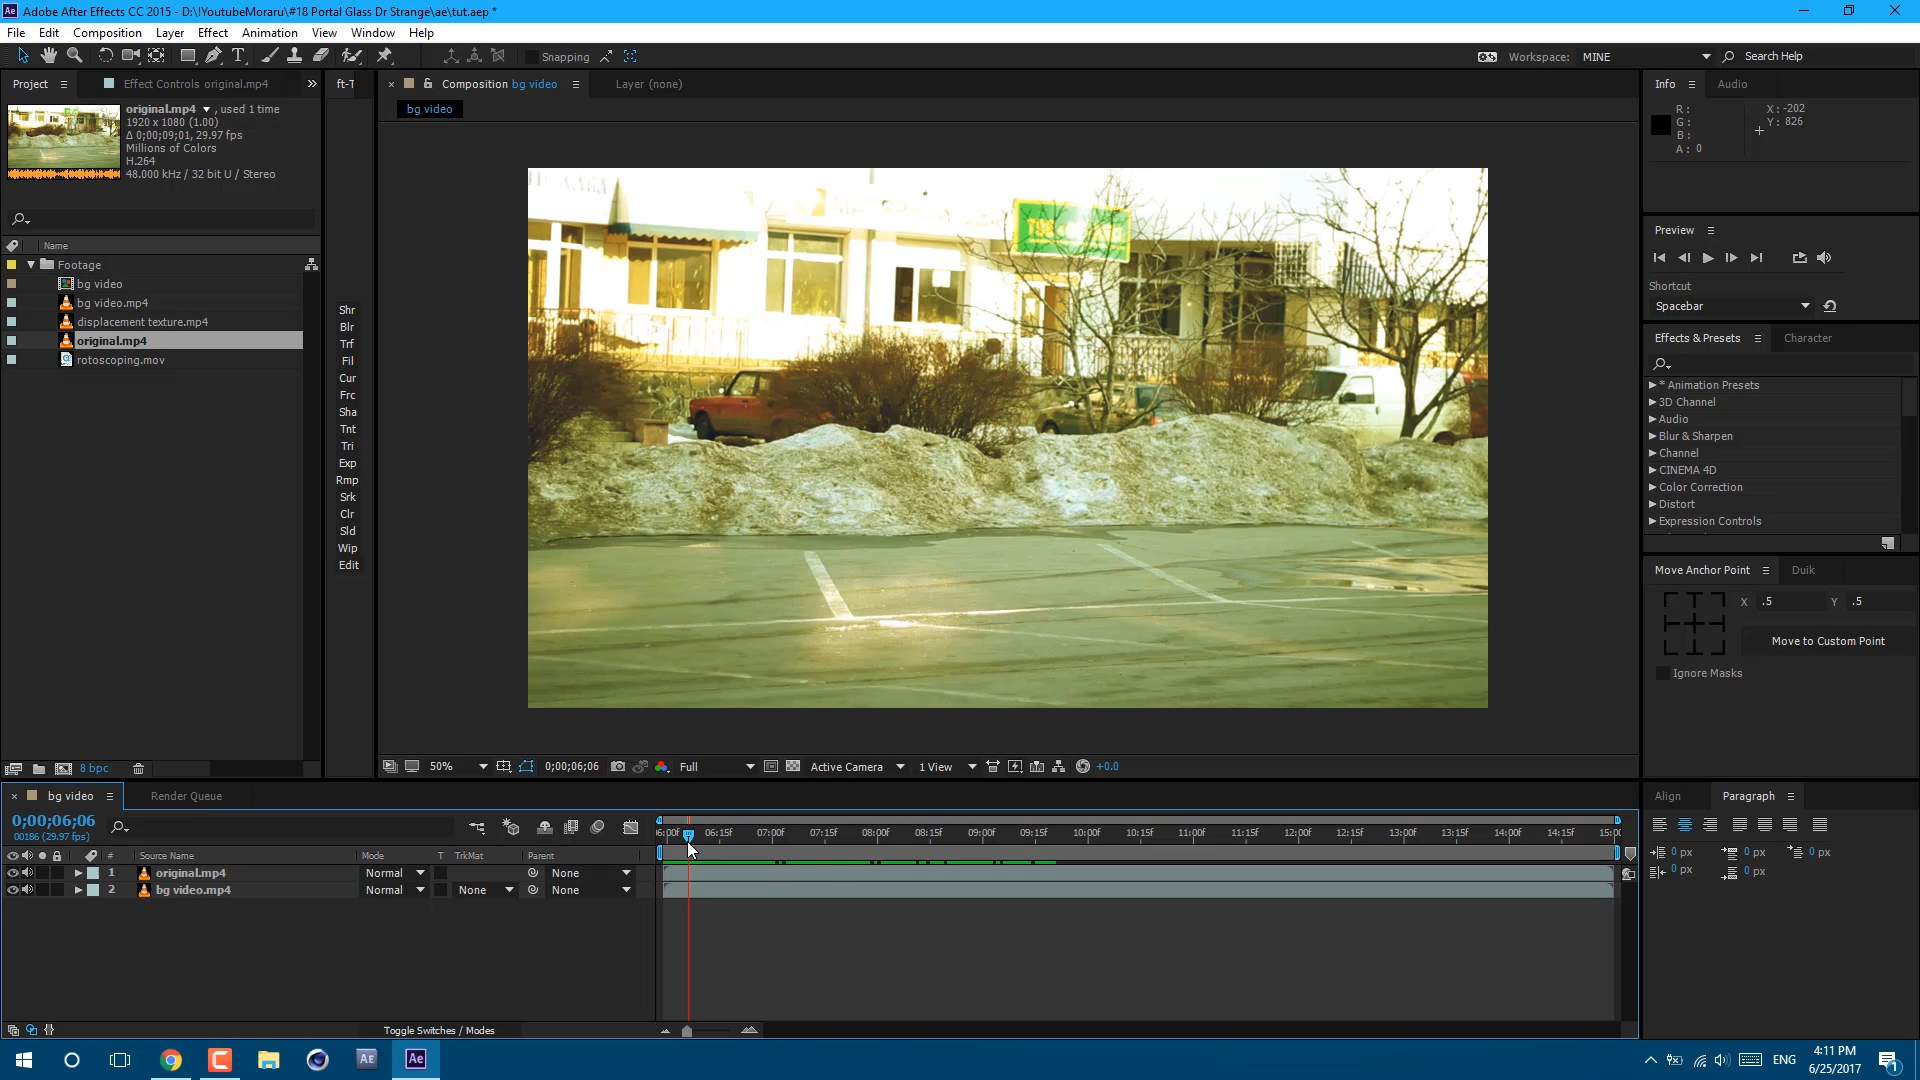 Adobe After Effects CC 2015 - D:\!YoutubeMoraru\#18 Portal Glass Dr Strange\ae\tut.aep *
File Edit Composition Layer Effect Animation View Window Help
Snapping
Workspace: MINE
Search Help
Project
Effect Controls original.mp4
ft-T
Composition bg video
Layer (none)
Info
Audio
bg video
original.mp4 , used 1 time
1920 x 1080 (1.00)
Δ 0;00;09;01, 29.97 fps
Millions of Colors
H.264
48.000 kHz / 32 bit U / Stereo
R :
G :
B :
A : 0
X : -202
Y : 826
Name
Footage
bg video
bg video.mp4
displacement texture.mp4
original.mp4
rotoscoping.mov
Shr
Blr
Trf
Fil
Cur
Frc
Sha
Tnt
Tri
Exp
Rmp
Srk
Clr
Sld
Wip
Edit
Preview
Shortcut
Spacebar
Effects & Presets
Character
* Animation Presets
3D Channel
Audio
Blur & Sharpen
Channel
CINEMA 4D
Color Correction
Distort
Expression Controls
Move Anchor Point
Duik
X .5 Y .5
Move to Custom Point
Ignore Masks
8 bpc
50% 0;00;06;06 Full Active Camera 1 View +0.0
bg video
Render Queue
Align
Paragraph
0;00;06;06
00186 (29.97 fps)
06:00f 06:15f 07:00f 07:15f 08:00f 08:15f 09:00f 09:15f 10:00f 10:15f 11:00f 11:15f 12:00f 12:15f 13:00f 13:15f 14:00f 14:15f 15:0
# Source Name Mode T TrkMat Parent
1 original.mp4 Normal None
2 bg video.mp4 Normal None None
0 px 0 px 0 px
0 px 0 px
Toggle Switches / Modes
Ae Ae
ENG
4:11 PM
6/25/2017
1